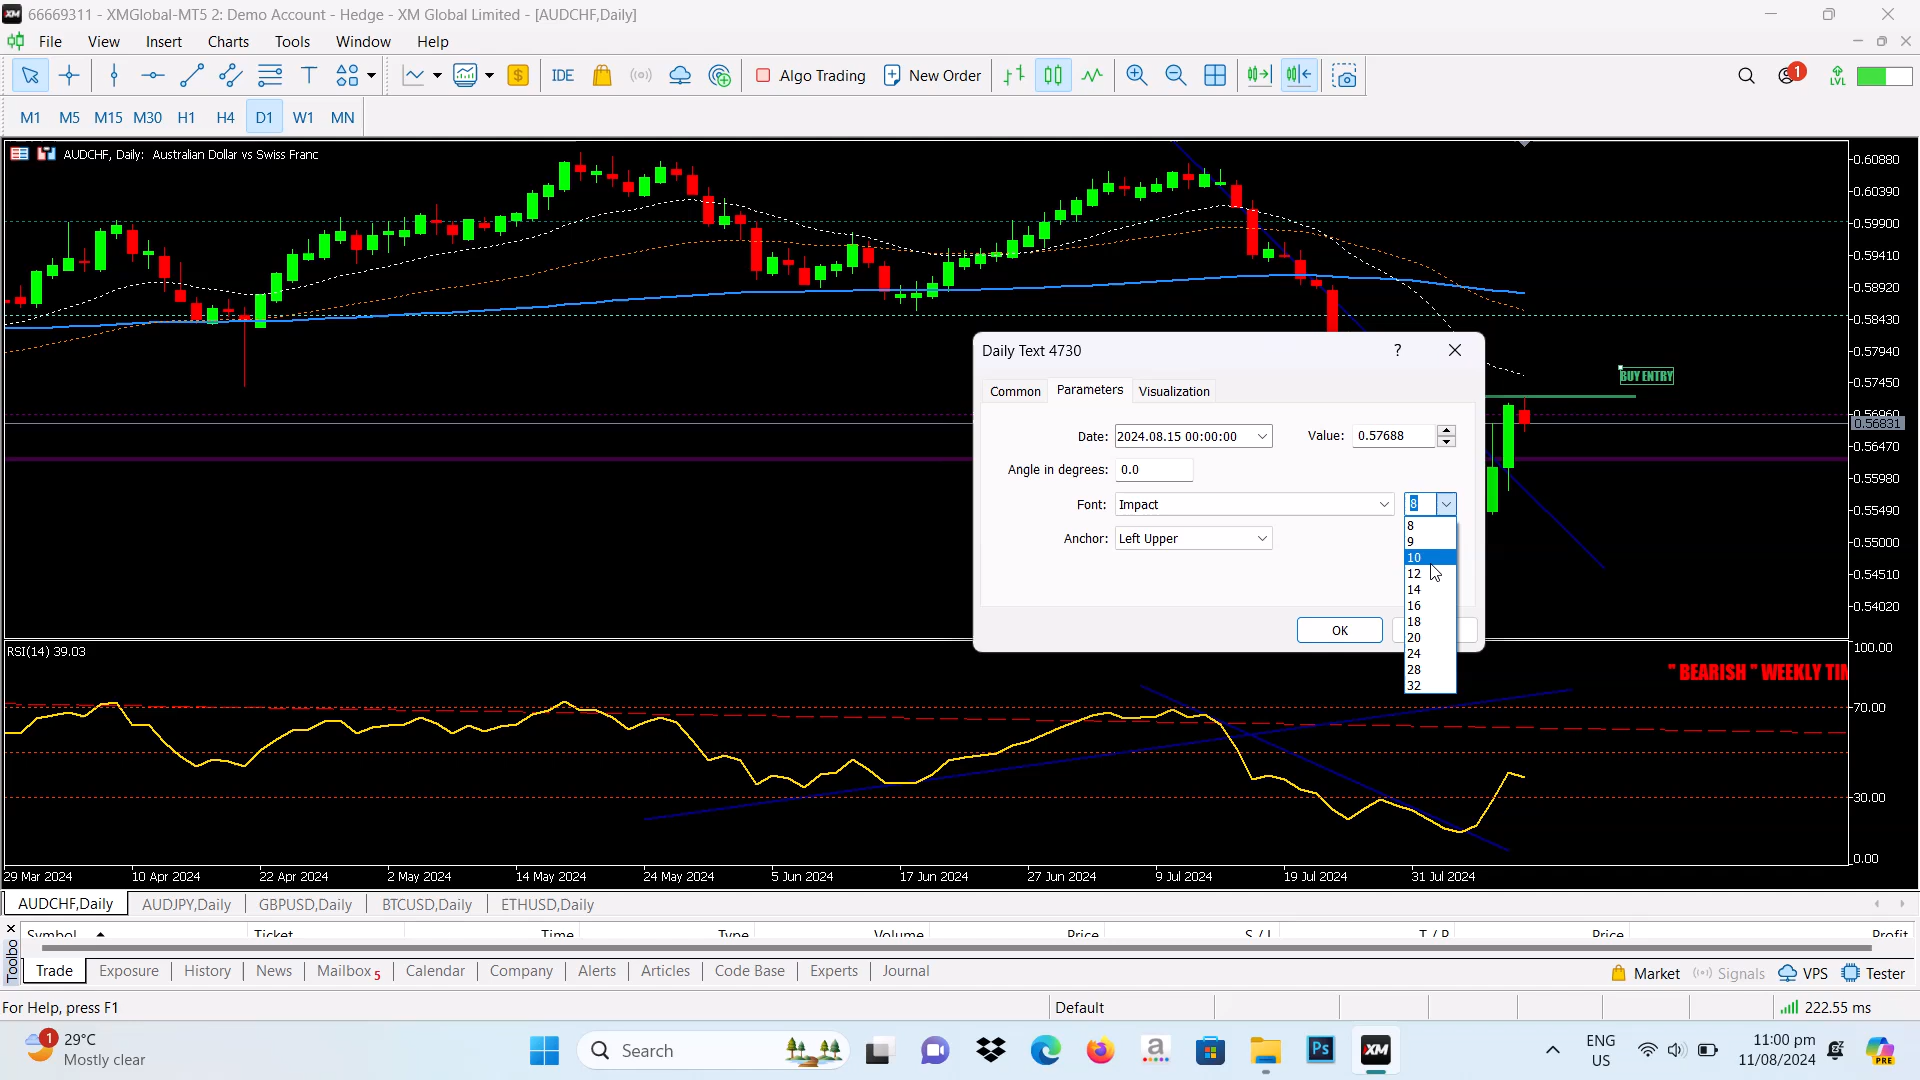 66669311 - XMGlobal-MT5 2: Demo Account - Hedge - XM Global Limited - [AUDCHF,Daily]
File View Insert Charts Tools Window Help
IDE Algo Trading New Order 1 LVL
M1 M5 M15 M30 H1 H4 D1 W1 MN
AUDCHF, Daily: Australian Dollar vs Swiss Franc
0.60880
0.60390
0.59900
0.59410
0.58920
0.58430
0.57940
0.57450
0.56960
0.56831
0.56470
0.55980
0.55490
0.55000
0.54510
0.54020
BUY ENTRY
Daily Text 4730 ?
Common Parameters Visualization
Date: 2024.08.15 00:00:00 Value: 0.57688
Angle in degrees: 0.0
Font: Impact 8
Anchor: Left Upper
8
9
10
12
14
16
18
20
24
28
32
OK
RSI(14) 39.03
" BEARISH " WEEKLY TIM
100.00
70.00
30.00
0.00
29 Mar 2024 10 Apr 2024 22 Apr 2024 2 May 2024 14 May 2024 24 May 2024 5 Jun 2024 17 Jun 2024 27 Jun 2024 9 Jul 2024 19 Jul 2024 31 Jul 2024
AUDCHF,Daily AUDJPY,Daily GBPUSD,Daily BTCUSD,Daily ETHUSD,Daily
Symbol Ticket Time Type Volume Price S / L T / P Price Profit
Toolbo
Trade Exposure History News Mailbox 5 Calendar Company Alerts Articles Code Base Experts Journal Market Signals VPS Tester
For Help, press F1 Default 222.55 ms
1 29°C
Mostly clear
Search
a
Ps
XM
ENG
US
11:00 pm
11/08/2024
PRE